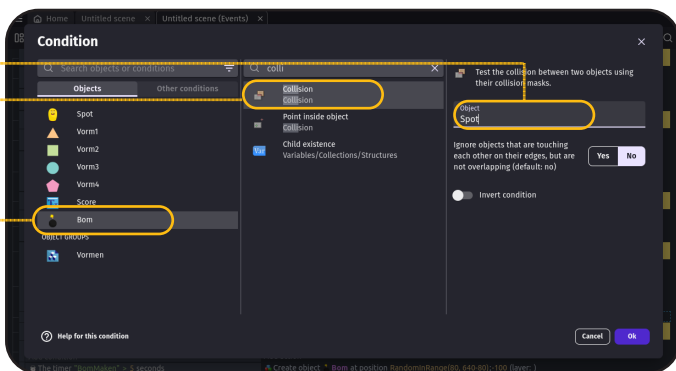 Home
Untitled scene
Untitled scene (Events)
Condition
Search objects or conditions
colli
Objects
Other conditions
Spot
Vorm1
Vorm2
Vorm3
Vorm4
Score
Bom
OBJECT GROUPS
Vormen
Collision
Collision
Point inside object
Collision
Var
Child existence
Variables/Collections/Structures
Test the collision between two objects using
their collision masks.
Object
Spot
Ignore objects that are touching
each other on their edges, but are
not overlapping (default: no)
Yes
No
Invert condition
Help for this condition
Cancel
Ok
The timer "BomMaken" > 5 seconds
Create object Bom at position RandomInRange(80, 640-80);-100 (layer: )